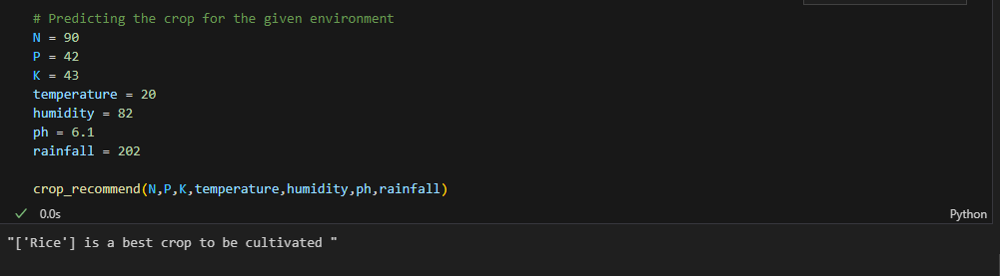 # Predicting the crop for the given environment
N = 90
P = 42
K = 43
temperature = 20
humidity = 82
ph = 6.1
rainfall = 202
crop_recommend(N,P,K,temperature,humidity,ph,rainfall)
✓ 0.0s Python
"['Rice'] is a best crop to be cultivated "